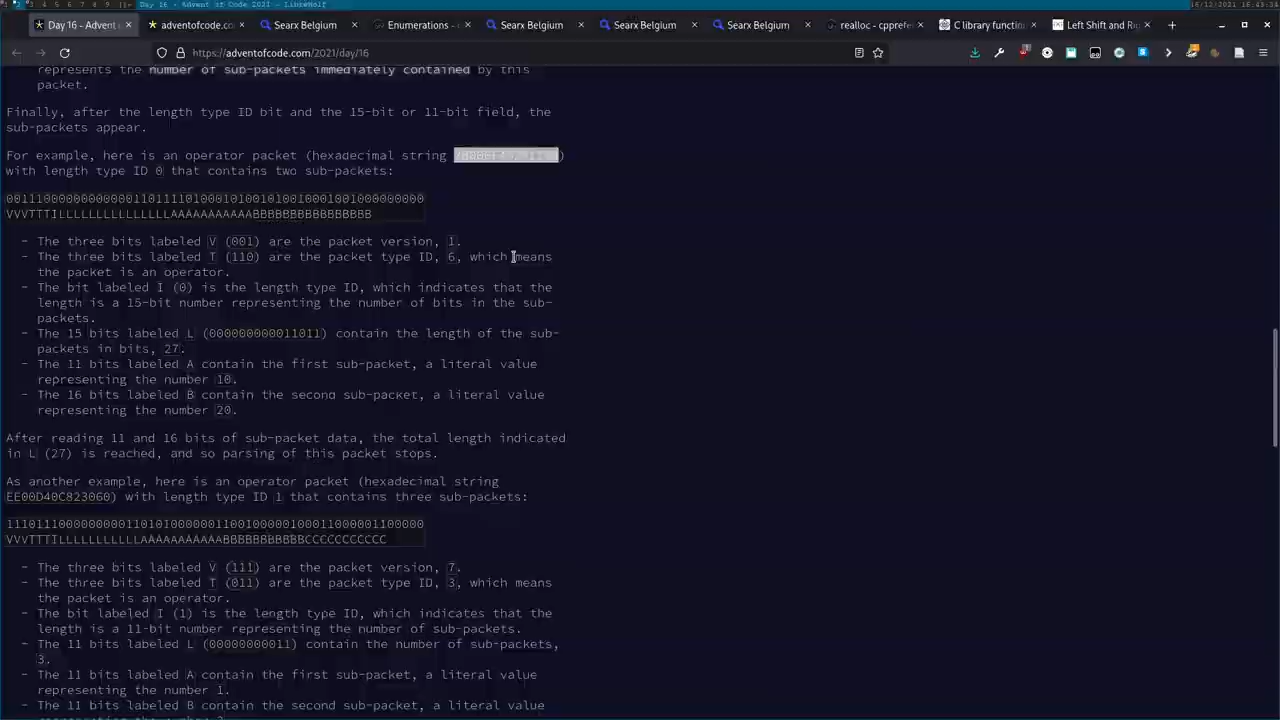 Day 16 - Advent of Code 2021 — LibreWolf
Day 16 - Advent
adventofcode.co
Searx Belgium
Enumerations - c
Searx Belgium
Searx Belgium
Searx Belgium
realloc - cppref
C library functio
Left Shift and Rig
https://adventofcode.com/2021/day/16
represents the number of sub-packets immediately contained by this
packet.
Finally, after the length type ID bit and the 15-bit or 11-bit field, the
sub-packets appear.
For example, here is an operator packet (hexadecimal string )
with length type ID 0 that contains two sub-packets:
00111000000000000110111101000101001010010001001000000000
VVVTTTILLLLLLLLLLLLLLLAAAAAAAAAAABBBBBBBBBBBBBBBB
- The three bits labeled V (001) are the packet version, 1.
- The three bits labeled T (110) are the packet type ID, 6, which means
the packet is an operator.
- The bit labeled I (0) is the length type ID, which indicates that the
length is a 15-bit number representing the number of bits in the sub-
packets.
- The 15 bits labeled L (000000000011011) contain the length of the sub-
packets in bits, 27.
- The 11 bits labeled A contain the first sub-packet, a literal value
representing the number 10.
- The 16 bits labeled B contain the second sub-packet, a literal value
representing the number 20.
After reading 11 and 16 bits of sub-packet data, the total length indicated
in L (27) is reached, and so parsing of this packet stops.
As another example, here is an operator packet (hexadecimal string
EE00D40C823060) with length type ID 1 that contains three sub-packets:
11101110000000001101010000001100100000100011000001100000
VVVTTTILLLLLLLLLLLAAAAAAAAAAABBBBBBBBBBBCCCCCCCCCCC
- The three bits labeled V (111) are the packet version, 7.
- The three bits labeled T (011) are the packet type ID, 3, which means
the packet is an operator.
- The bit labeled I (1) is the length type ID, which indicates that the
length is a 11-bit number representing the number of sub-packets.
- The 11 bits labeled L (00000000011) contain the number of sub-packets,
3.
- The 11 bits labeled A contain the first sub-packet, a literal value
representing the number 1.
- The 11 bits labeled B contain the second sub-packet, a literal value